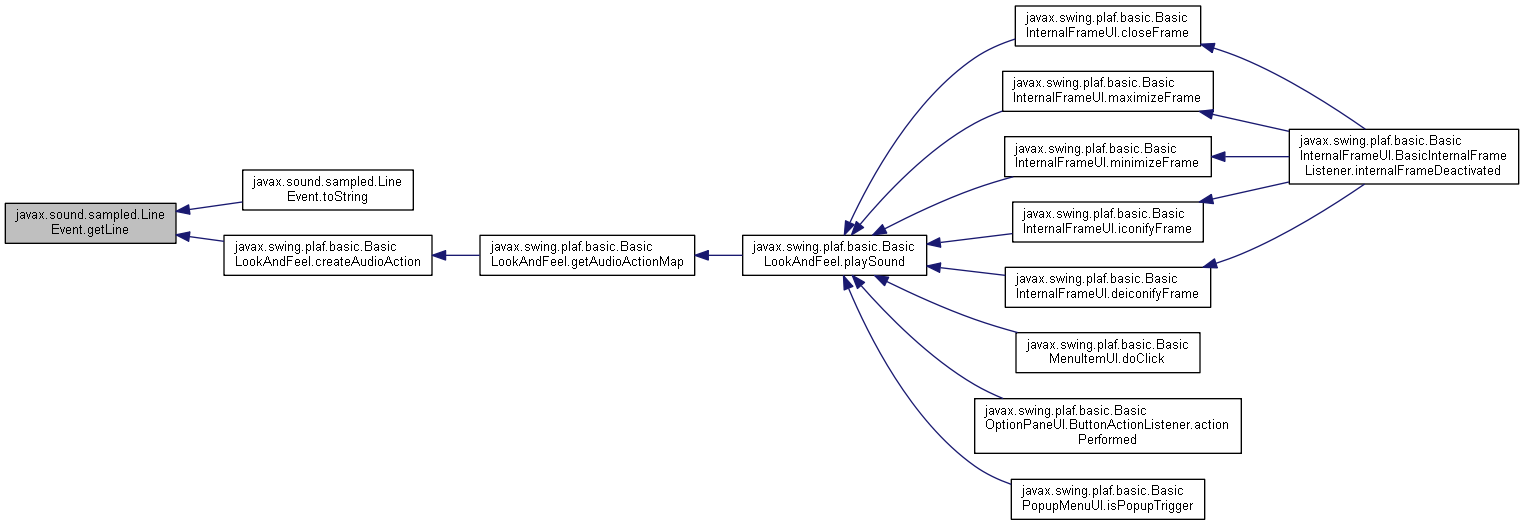 javax.sound.sampled.Line
Event.getLine
javax.sound.sampled.Line
Event.toString
javax.swing.plaf.basic.Basic
LookAndFeel.createAudioAction
javax.swing.plaf.basic.Basic
LookAndFeel.getAudioActionMap
javax.swing.plaf.basic.Basic
LookAndFeel.playSound
javax.swing.plaf.basic.Basic
InternalFrameUI.closeFrame
javax.swing.plaf.basic.Basic
InternalFrameUI.maximizeFrame
javax.swing.plaf.basic.Basic
InternalFrameUI.minimizeFrame
javax.swing.plaf.basic.Basic
InternalFrameUI.iconifyFrame
javax.swing.plaf.basic.Basic
InternalFrameUI.deiconifyFrame
javax.swing.plaf.basic.Basic
MenuItemUI.doClick
javax.swing.plaf.basic.Basic
OptionPaneUI.ButtonActionListener.action
Performed
javax.swing.plaf.basic.Basic
PopupMenuUI.isPopupTrigger
javax.swing.plaf.basic.Basic
InternalFrameUI.BasicInternalFrame
Listener.internalFrameDeactivated